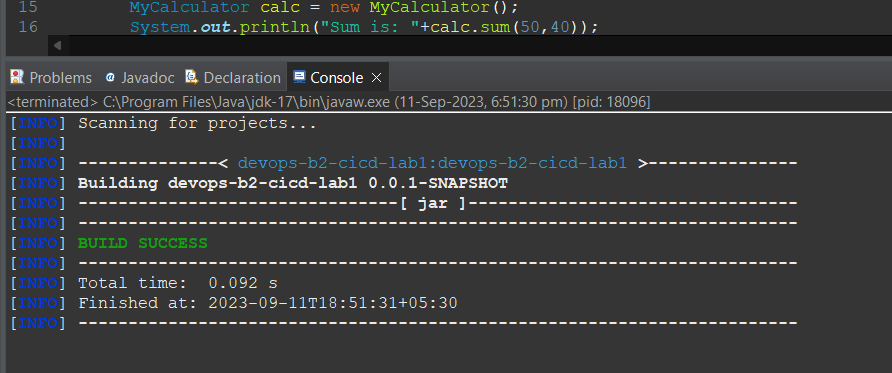 15 MyCalculator calc = new MyCalculator();
16 System.out.println("Sum is: "+calc.sum(50,40));
Problems @ Javadoc Declaration Console
<terminated> C:\Program Files\Java\jdk-17\bin\javaw.exe (11-Sep-2023, 6:51:30 pm) [pid: 18096]
[INFO] Scanning for projects...
[INFO]
[INFO] --------------< devops-b2-cicd-lab1:devops-b2-cicd-lab1 >---------------
[INFO] Building devops-b2-cicd-lab1 0.0.1-SNAPSHOT
[INFO] --------------------------------[ jar ]---------------------------------
[INFO] ------------------------------------------------------------------------
[INFO] BUILD SUCCESS
[INFO] ------------------------------------------------------------------------
[INFO] Total time:  0.092 s
[INFO] Finished at: 2023-09-11T18:51:31+05:30
[INFO] ------------------------------------------------------------------------